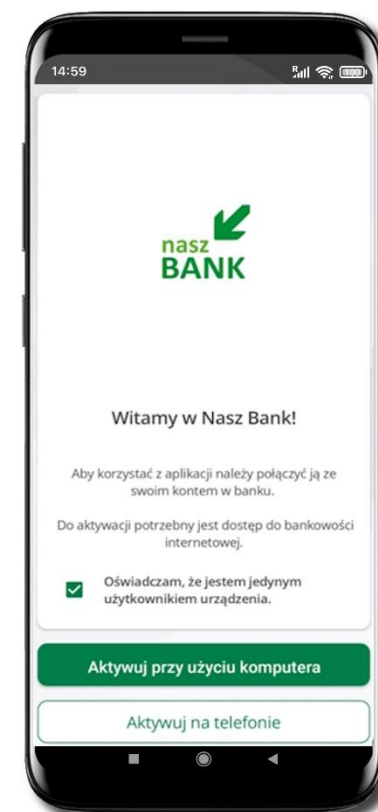 14:59
R
100
nasz
BANK
Witamy w Nasz Bank!
Aby korzystać z aplikacji należy połączyć ją ze
swoim kontem w banku.
Do aktywacji potrzebny jest dostęp do bankowości
internetowej.
Oświadczam, że jestem jedynym
użytkownikiem urządzenia.
Aktywuj przy użyciu komputera
Aktywuj na telefonie